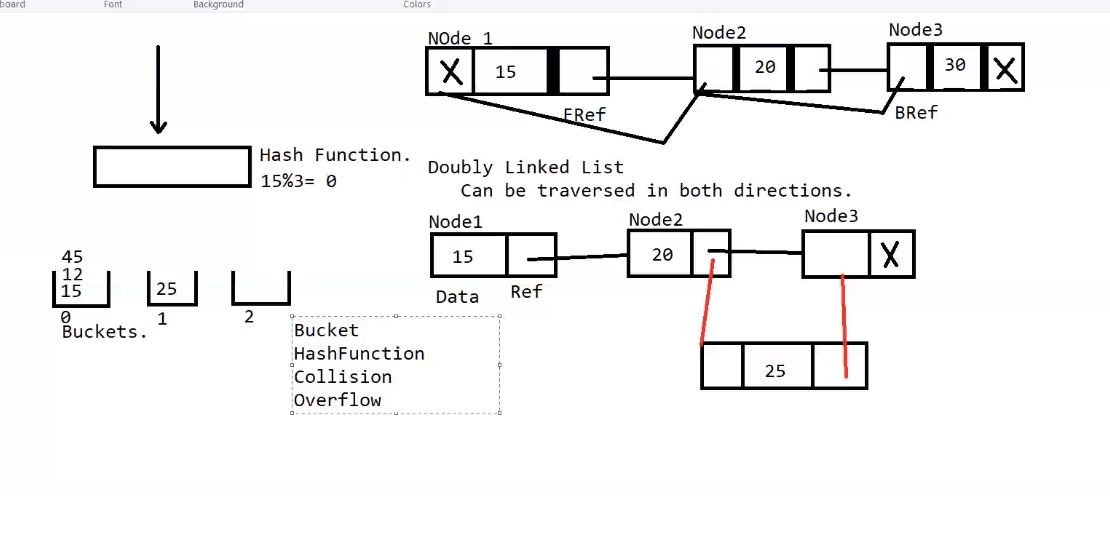 board Font Background Colors
NOde 1 Node2 Node3
X 15 20 30 X
FRef BRef
Hash Function.
15%3= 0
Doubly Linked List
Can be traversed in both directions.
Node1 Node2 Node3
15 20 X
Data Ref
45
12
15 25
0 1 2
Buckets.
Bucket
HashFunction
Collision
Overflow
25